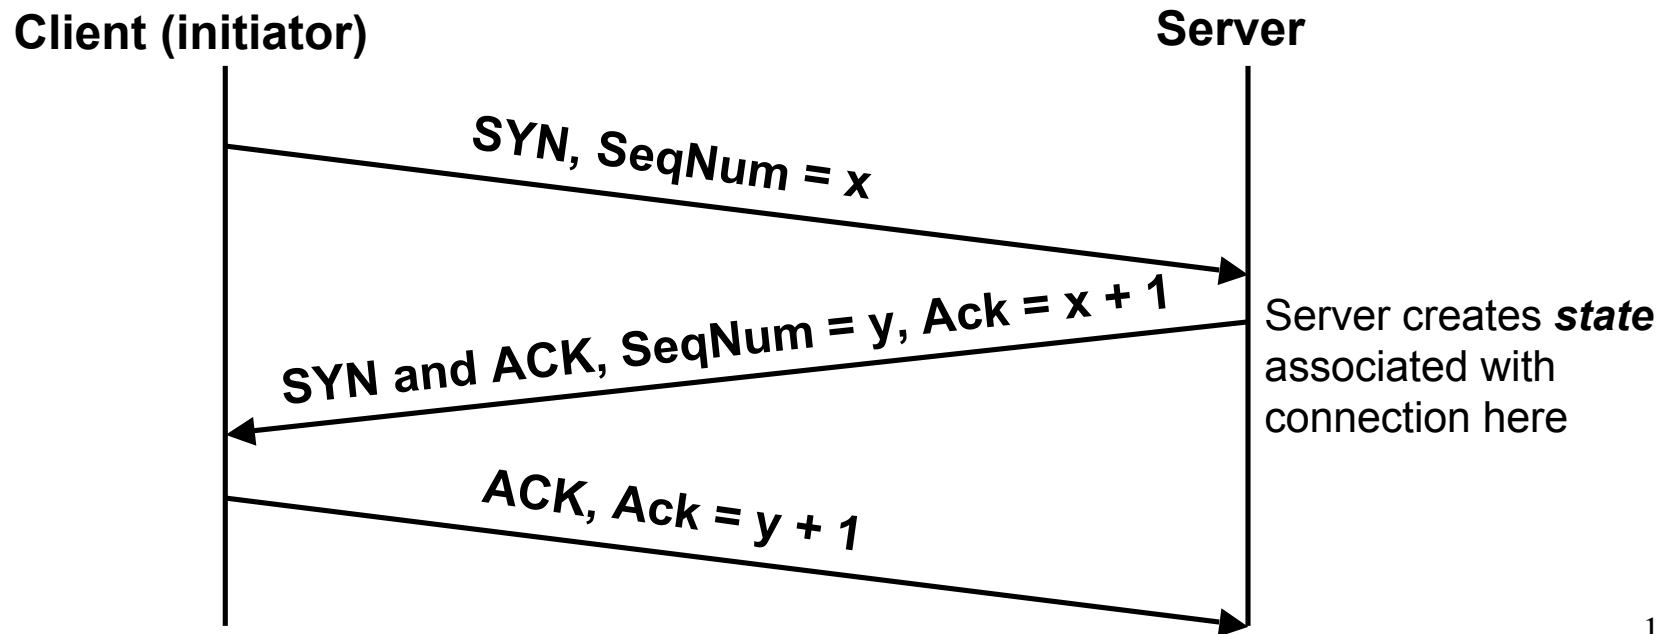 Client (initiator)
Server
SYN, SeqNum = x
SYN and ACK, SeqNum = y, Ack = x + 1
Server creates state
associated with
connection here
ACK, Ack = y + 1
1